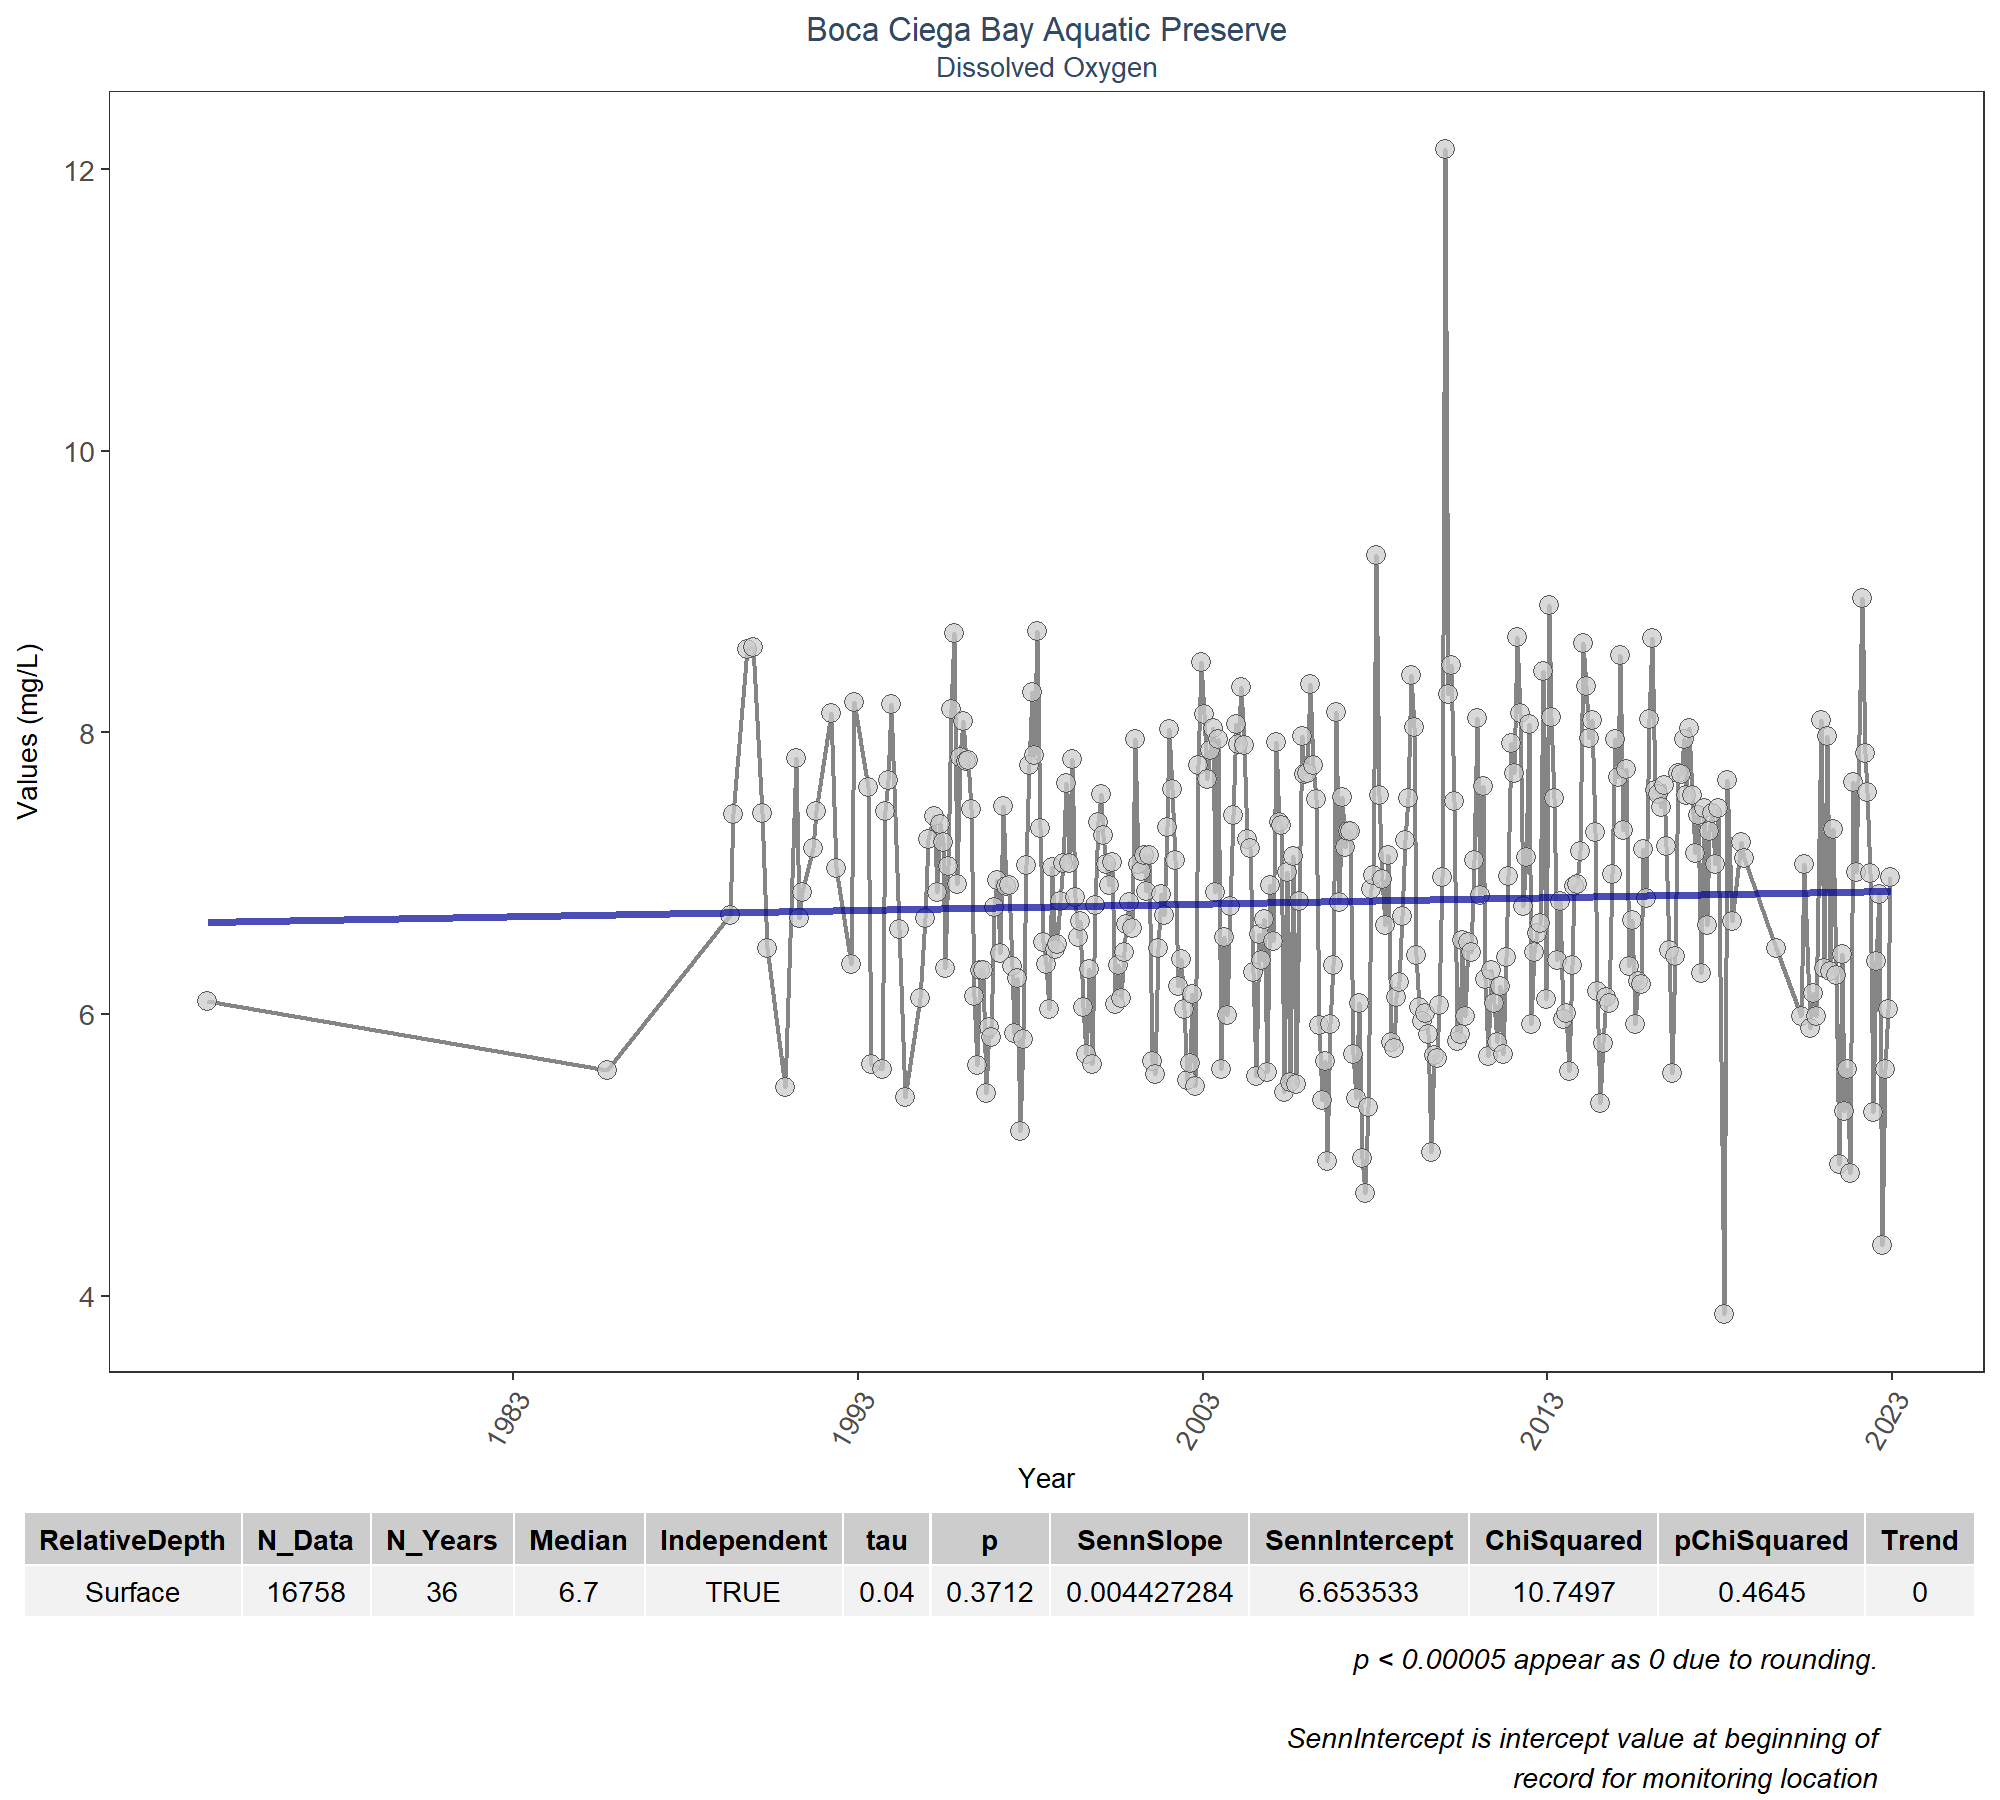 Boca Ciega Bay Aquatic Preserve
Dissolved Oxygen
Values (mg/L)
12
10
8
6
4
1983
1993
2003
2013
2023
Year
RelativeDepth N_Data N_Years Median Independent tau p SennSlope SennIntercept ChiSquared pChiSquared Trend
Surface 16758 36 6.7 TRUE 0.04 0.3712 0.004427284 6.653533 10.7497 0.4645 0
p < 0.00005 appear as 0 due to rounding.
SennIntercept is intercept value at beginning of
record for monitoring location